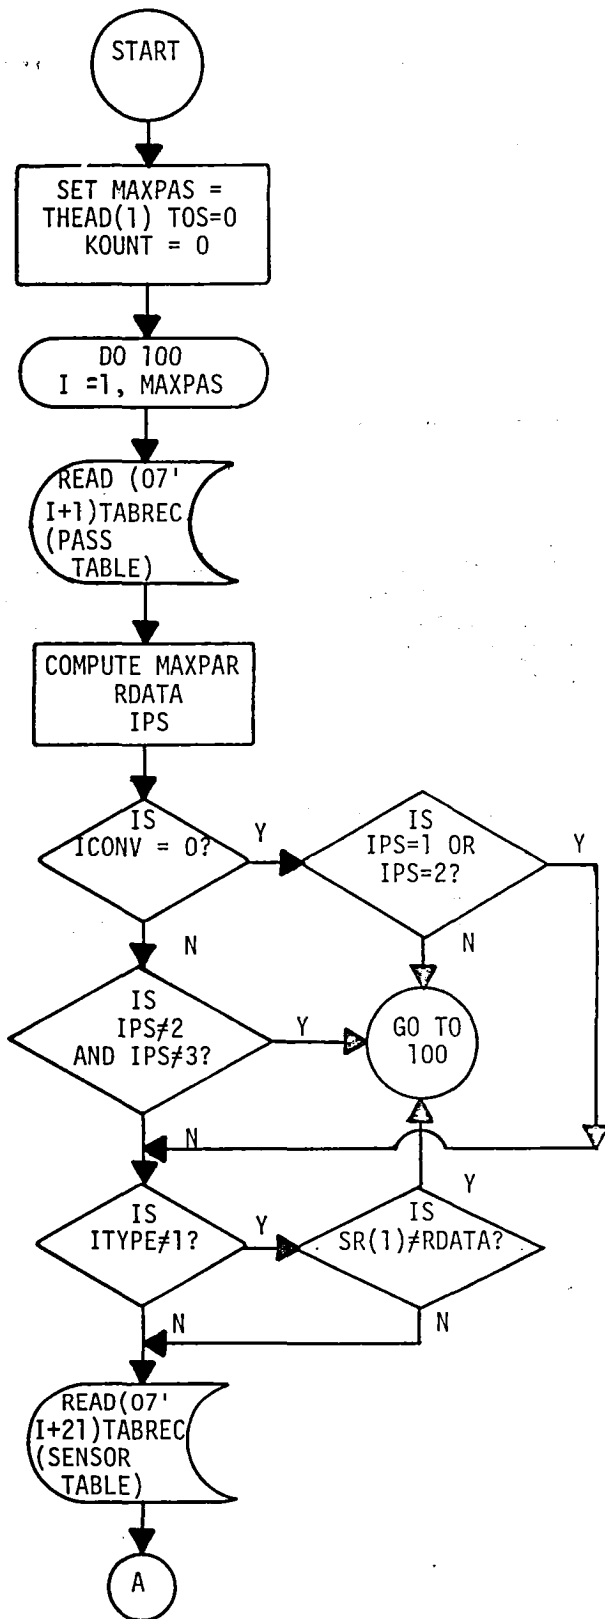 START
SET MAXPAS =
THEAD(1) TOS=0
KOUNT = 0
DO 100
I =1, MAXPAS
READ (07'
I+1)TABREC
(PASS
TABLE)
COMPUTE MAXPAR
RDATA
IPS
IS
ICONV = 0?
Y
IS
IPS=1 OR
IPS=2?
Y
N
N
IS
IPS≠2
AND IPS≠3?
Y
GO TO
100
N
IS
ITYPE≠1?
Y
Y
IS
SR(1)≠RDATA?
N
N
READ(07'
I+21)TABREC
(SENSOR
TABLE)
A